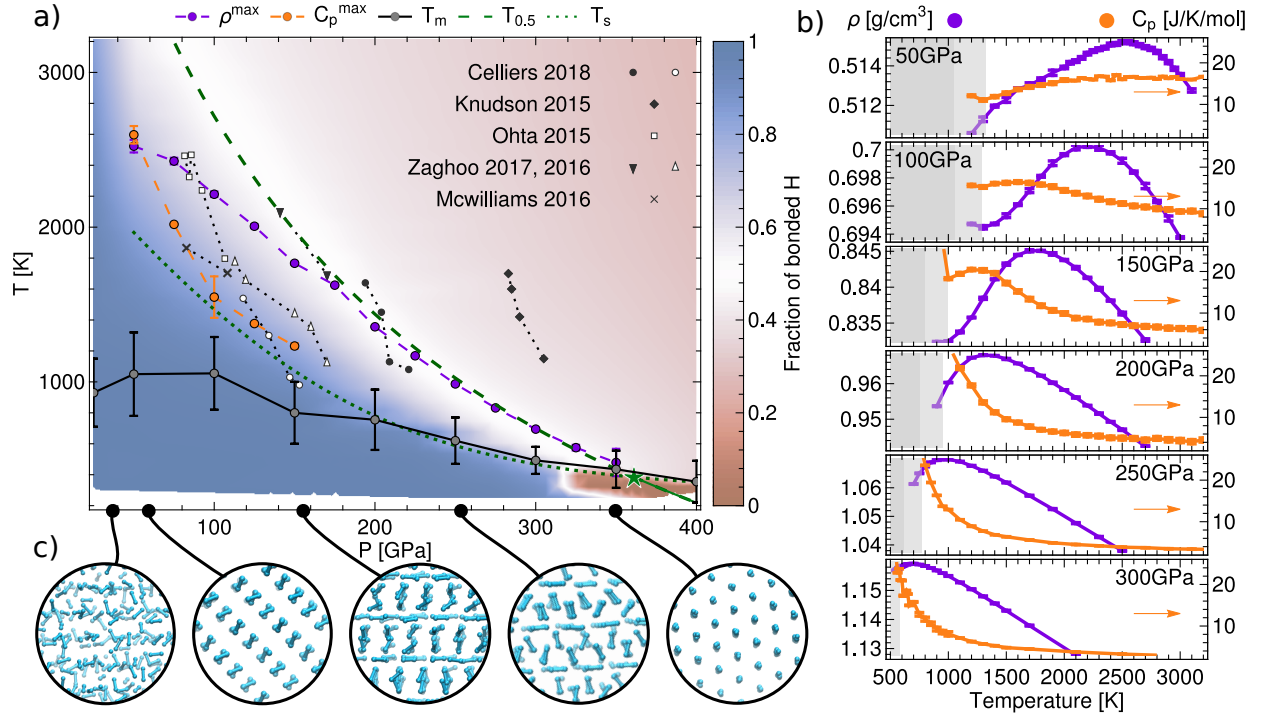 a)
ρ^max C_p^max T_m T_0.5 T_s
3000
2000
1000
T [K]
Celliers 2018
Knudson 2015
Ohta 2015
Zaghoo 2017, 2016
Mcwilliams 2016
100 200 300 400
P [GPa]
1
0.8
0.6
0.4
0.2
0
Fraction of bonded H
b)
ρ [g/cm³] C_p [J/K/mol]
50GPa
0.514
0.511
20
10
100GPa
0.7
0.698
0.696
0.694
20
10
150GPa
0.845
0.84
0.835
20
10
200GPa
0.96
0.95
20
10
250GPa
1.06
1.05
1.04
20
10
300GPa
1.15
1.14
1.13
20
10
500 1000 1500 2000 2500 3000
Temperature [K]
c)